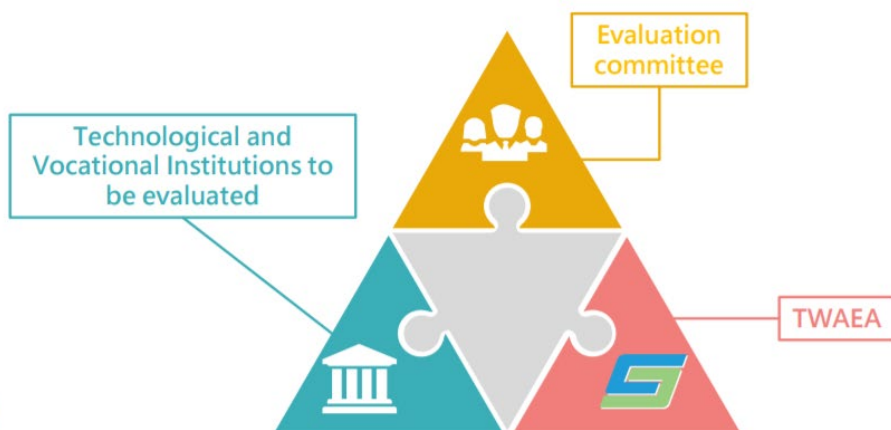 Evaluation
committee
Technological and
Vocational Institutions to
be evaluated
TWAEA